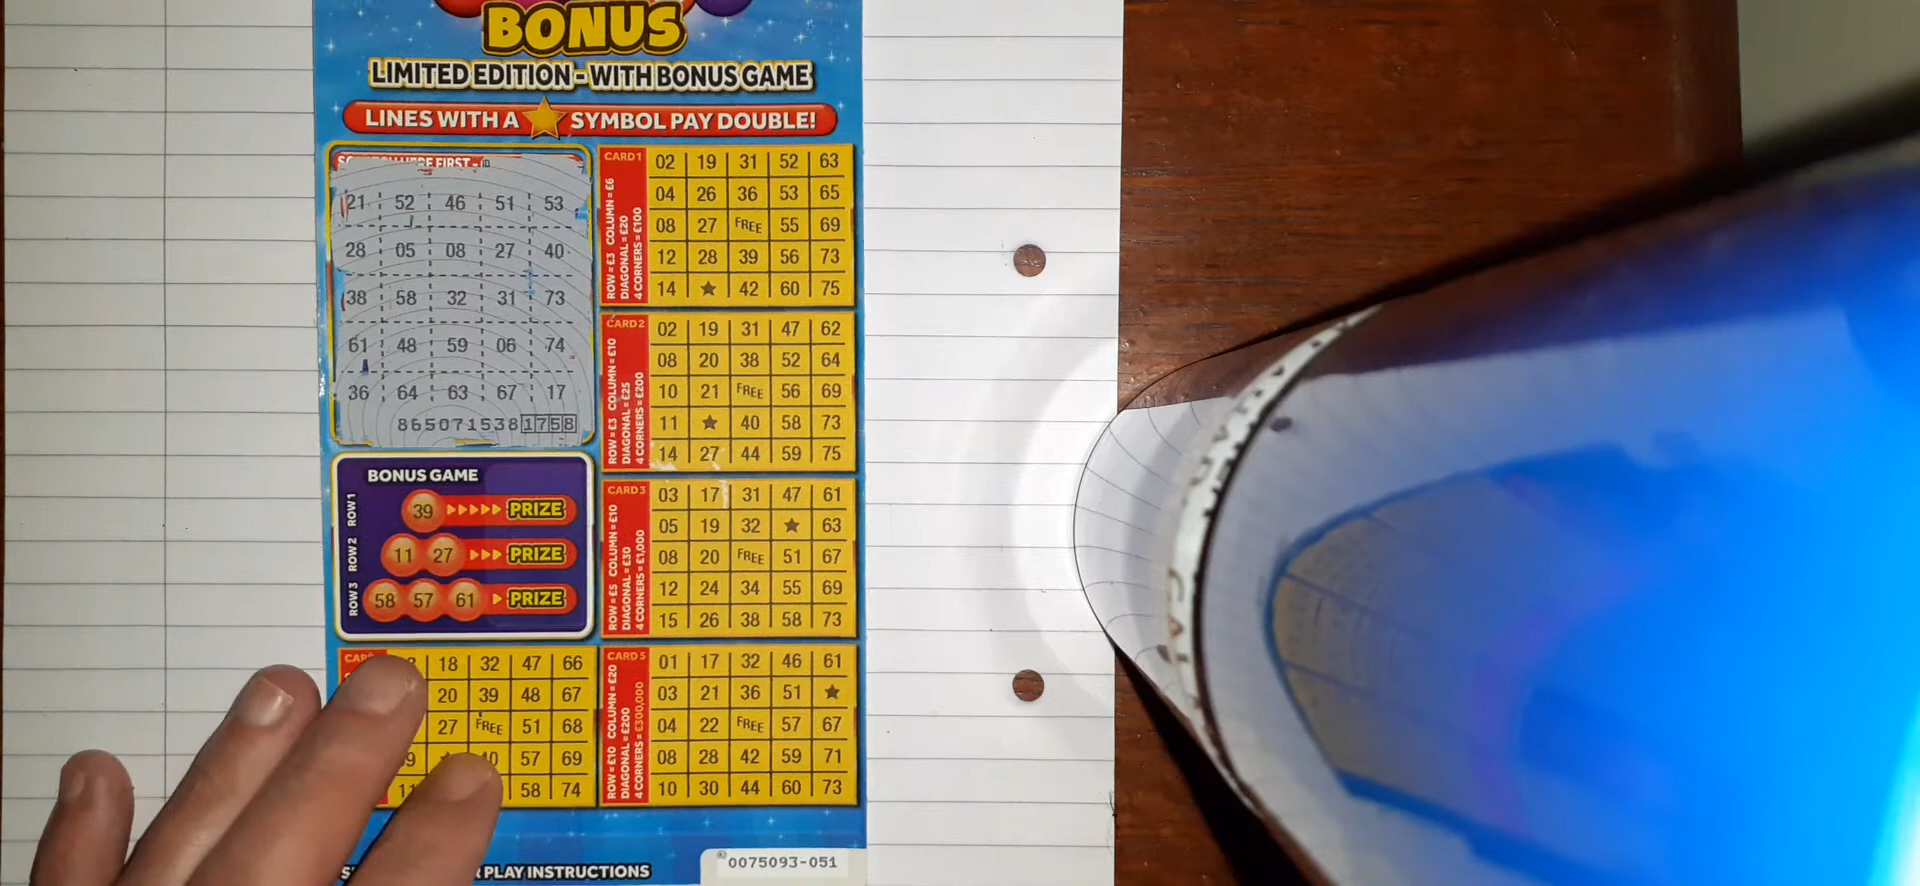 BONUS
LIMITED EDITION - WITH BONUS GAME
LINES WITH A SYMBOL PAY DOUBLE!
HERE FIRST -
21 52 46 51 53
28 05 08 27 40
38 58 32 31 73
61 48 59 06 74
36 64 63 67 17
8650715381758
BONUS GAME
ROW 1 39 PRIZE
ROW 2 11 27 PRIZE
ROW 3 58 57 61 PRIZE
18 32 47 66
20 39 48 67
27 FREE 51 68
57 69
11 58 74
CARD 1
ROW = £3 COLUMN = £6
DIAGONAL = £20
4 CORNERS = £100
02 19 31 52 63
04 26 36 53 65
08 27 FREE 55 69
12 28 39 56 73
14 ★ 42 60 75
CARD 2
ROW = £3 COLUMN = £10
DIAGONAL = £25
4 CORNERS = £200
02 19 31 47 62
08 20 38 52 64
10 21 FREE 56 69
11 ★ 40 58 73
14 27 44 59 75
CARD 3
ROW = £5 COLUMN = £10
DIAGONAL = £30
4 CORNERS = £1,000
03 17 31 47 61
05 19 32 ★ 63
08 20 FREE 51 67
12 24 34 55 69
15 26 38 58 73
CARD 5
ROW = £10 COLUMN = £20
DIAGONAL = £200
4 CORNERS = £300,000
01 17 32 46 61
03 21 36 51 ★
04 22 FREE 57 67
08 28 42 59 71
10 30 44 60 73
PLAY INSTRUCTIONS
0075093-051